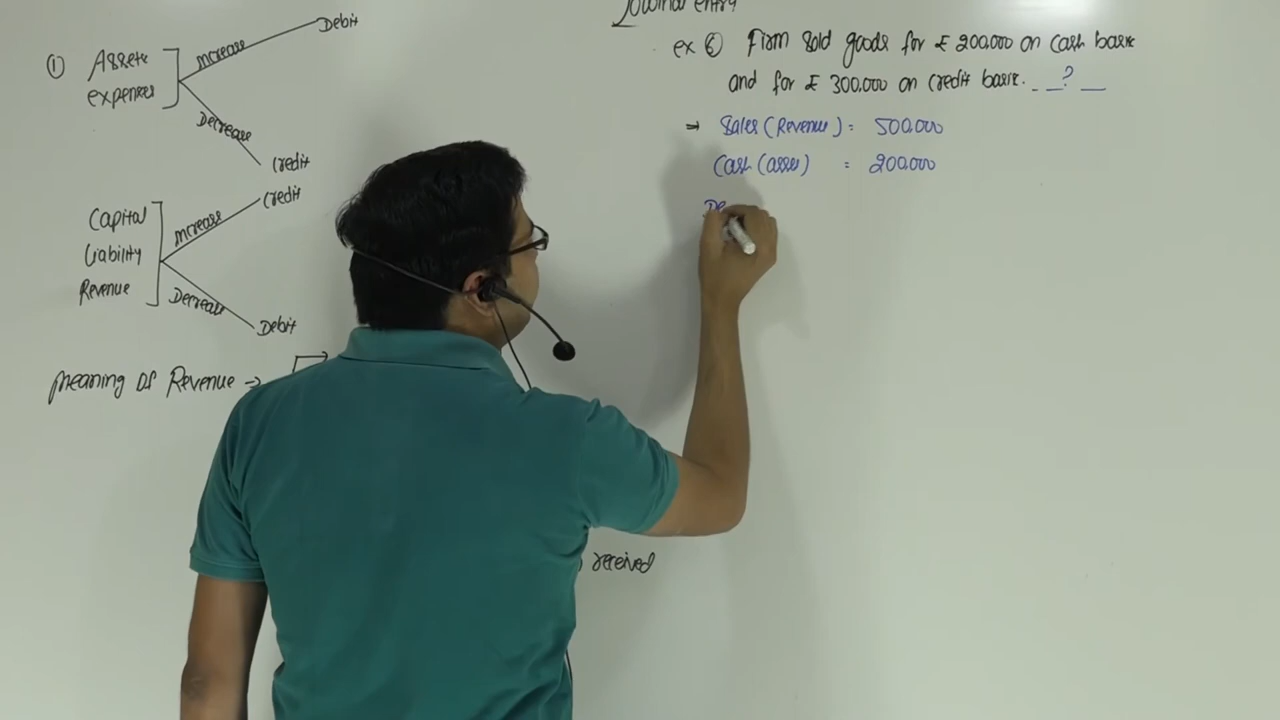 Journal entry
① Assets
expenses
Increase
Debit
Decrease
Credit
Capital
Liability
Revenue
Increase
Credit
Decrease
Debit
meaning of Revenue →
ex ⑥ Firm sold goods for £ 200000 on cash basis
and for £ 300,000 on credit basis. _ _?_
→ Sales (Revenue) = 500.000
Cash (asset) = 200.000
De
received